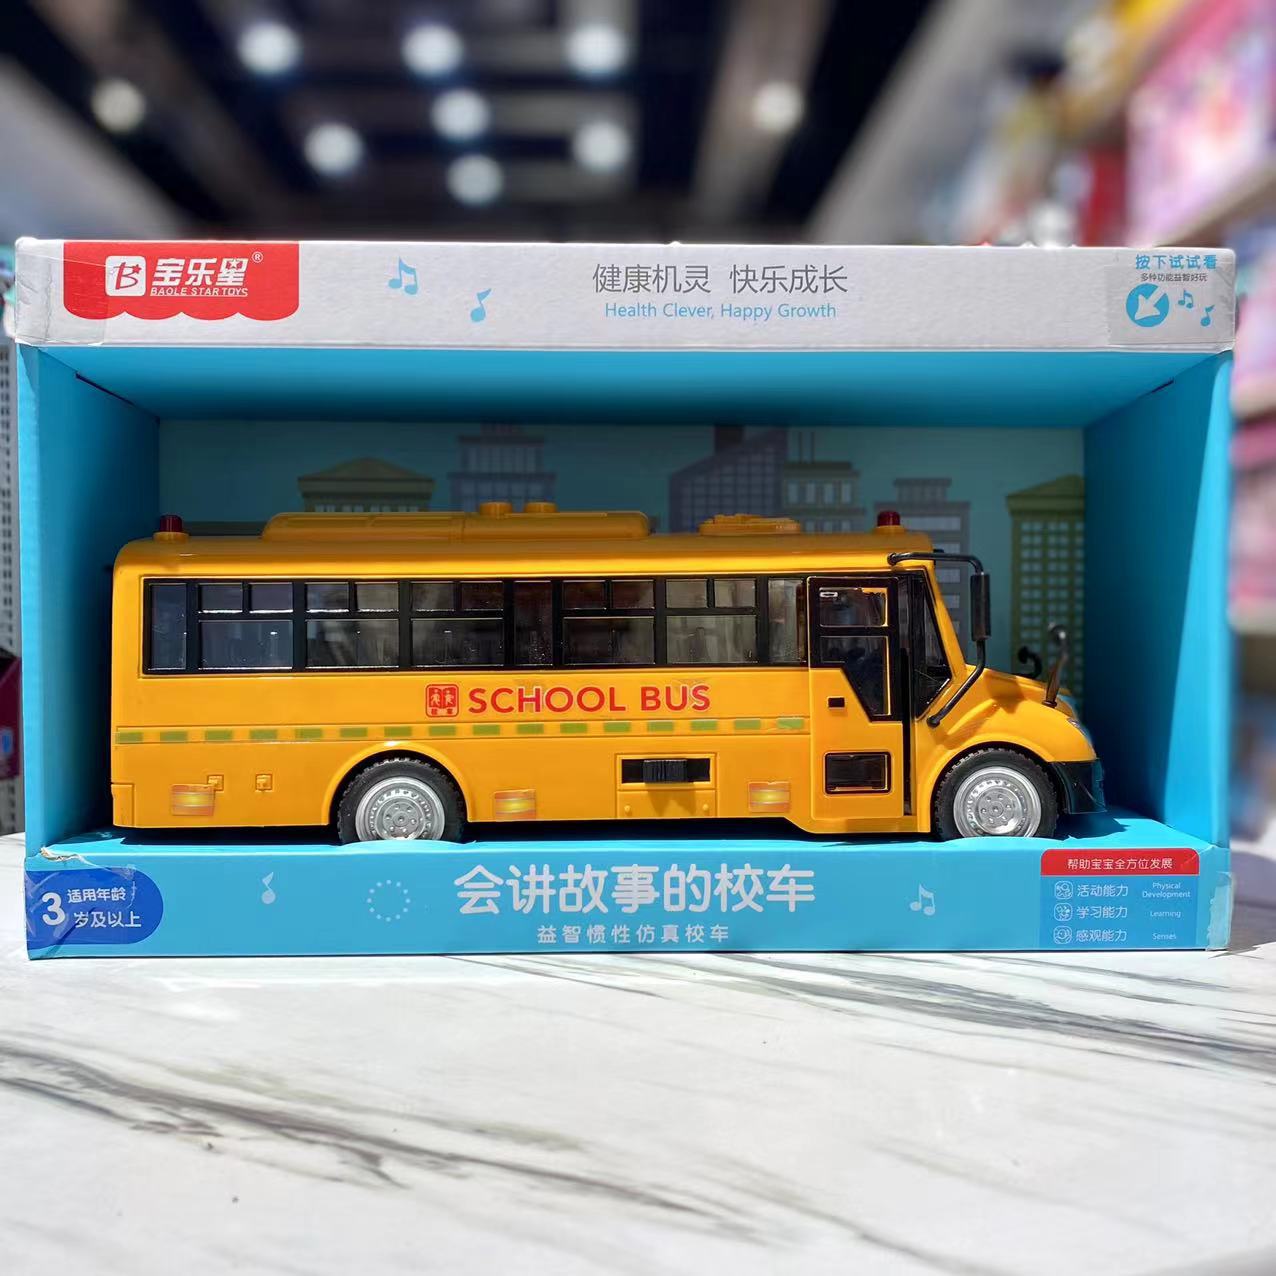 宝乐星®
BAOLE STAR TOYS
健康机灵 快乐成长
Health Clever, Happy Growth
按下试试看
多种功能益智好玩
SCHOOL BUS
3 适用年龄
岁及以上
会讲故事的校车
益智惯性仿真校车
帮助宝宝全方位发展
活动能力 Physical Development
学习能力 Learning
感观能力 Senses